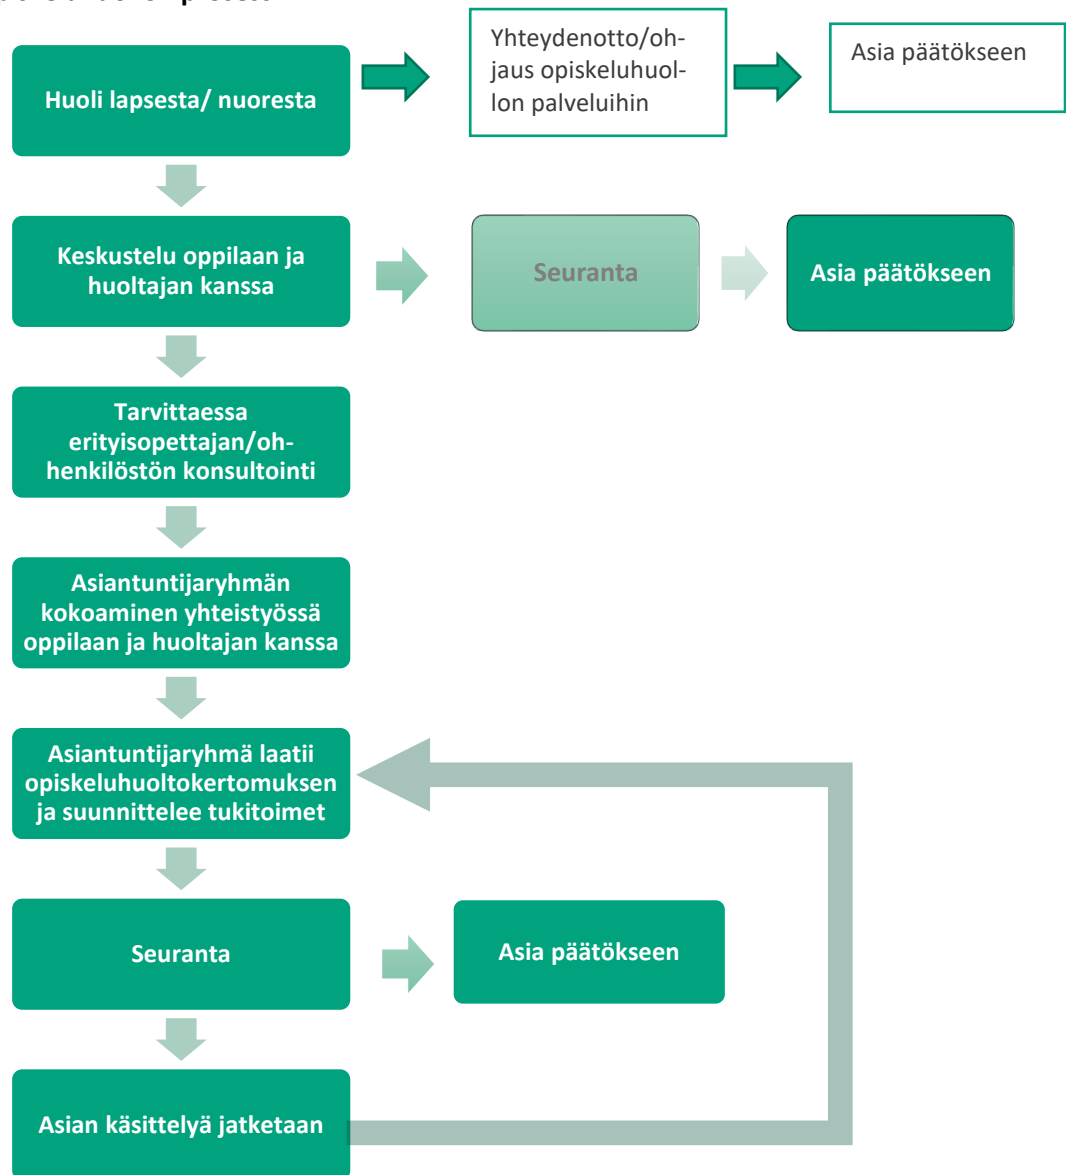 Huoli lapsesta/ nuoresta
Yhteydenotto/oh-
jaus opiskeluhuol-
lon palveluihin
Asia päätökseen
Keskustelu oppilaan ja
huoltajan kanssa
Seuranta
Asia päätökseen
Tarvittaessa
erityisopettajan/oh-
henkilöstön konsultointi
Asiantuntijaryhmän
kokoaminen yhteistyössä
oppilaan ja huoltajan kanssa
Asiantuntijaryhmä laatii
opiskeluhuoltokertomuksen
ja suunnittelee tukitoimet
Seuranta
Asia päätökseen
Asian käsittelyä jatketaan